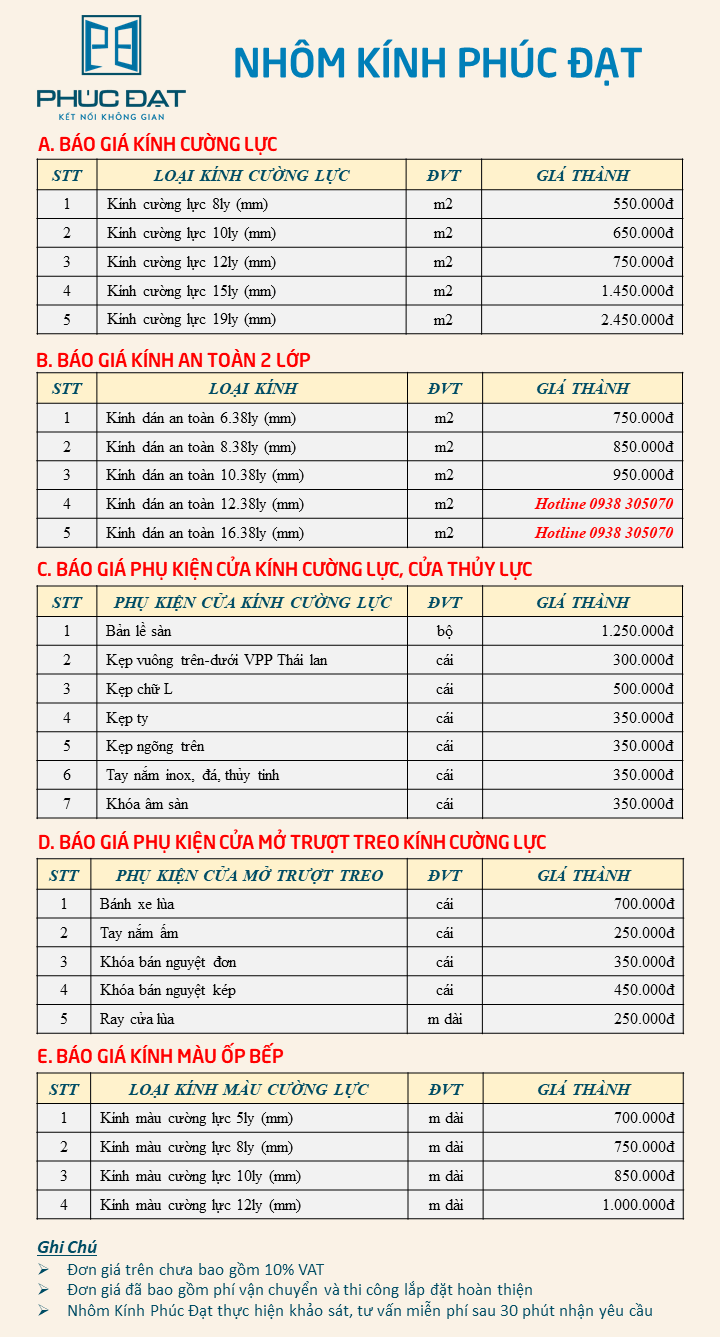 PHÚC ĐẠT
KẾT NỐI KHÔNG GIAN
NHÔM KÍNH PHÚC ĐẠT
A. BÁO GIÁ KÍNH CƯỜNG LỰC
STT LOẠI KÍNH CƯỜNG LỰC ĐVT GIÁ THÀNH
1 Kính cường lực 8ly (mm) m2 550.000đ
2 Kính cường lực 10ly (mm) m2 650.000đ
3 Kính cường lực 12ly (mm) m2 750.000đ
4 Kính cường lực 15ly (mm) m2 1.450.000đ
5 Kính cường lực 19ly (mm) m2 2.450.000đ
B. BÁO GIÁ KÍNH AN TOÀN 2 LỚP
STT LOẠI KÍNH ĐVT GIÁ THÀNH
1 Kính dán an toàn 6.38ly (mm) m2 750.000đ
2 Kính dán an toàn 8.38ly (mm) m2 850.000đ
3 Kính dán an toàn 10.38ly (mm) m2 950.000đ
4 Kính dán an toàn 12.38ly (mm) m2 Hotline 0938 305070
5 Kính dán an toàn 16.38ly (mm) m2 Hotline 0938 305070
C. BÁO GIÁ PHỤ KIỆN CỬA KÍNH CƯỜNG LỰC, CỬA THỦY LỰC
STT PHỤ KIỆN CỬA KÍNH CƯỜNG LỰC ĐVT GIÁ THÀNH
1 Bản lề sàn bộ 1.250.000đ
2 Kẹp vuông trên-dưới VPP Thái lan cái 300.000đ
3 Kẹp chữ L cái 500.000đ
4 Kẹp ty cái 350.000đ
5 Kẹp ngõng trên cái 350.000đ
6 Tay nắm inox, đá, thủy tinh cái 350.000đ
7 Khóa âm sàn cái 350.000đ
D. BÁO GIÁ PHỤ KIỆN CỬA MỞ TRƯỢT TREO KÍNH CƯỜNG LỰC
STT PHỤ KIỆN CỬA MỞ TRƯỢT TREO ĐVT GIÁ THÀNH
1 Bánh xe lùa cái 700.000đ
2 Tay nắm ấm cái 250.000đ
3 Khóa bán nguyệt đơn cái 350.000đ
4 Khóa bán nguyệt kép cái 450.000đ
5 Ray cửa lùa m dài 250.000đ
E. BÁO GIÁ KÍNH MÀU ỐP BẾP
STT LOẠI KÍNH MÀU CƯỜNG LỰC ĐVT GIÁ THÀNH
1 Kính màu cường lực 5ly (mm) m dài 700.000đ
2 Kính màu cường lực 8ly (mm) m dài 750.000đ
3 Kính màu cường lực 10ly (mm) m dài 850.000đ
4 Kính màu cường lực 12ly (mm) m dài 1.000.000đ
Ghi Chú
➢ Đơn giá trên chưa bao gồm 10% VAT
➢ Đơn giá đã bao gồm phí vận chuyển và thi công lắp đặt hoàn thiện
➢ Nhôm Kính Phúc Đạt thực hiện khảo sát, tư vấn miễn phí sau 30 phút nhận yêu cầu